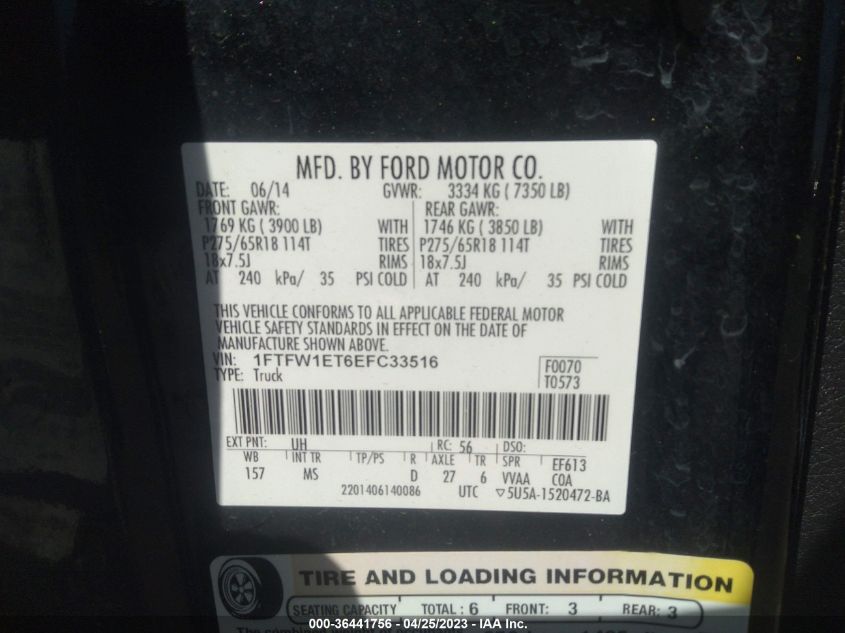 MFD. BY FORD MOTOR CO.
DATE: 06/14 GVWR: 3334 KG ( 7350 LB)
FRONT GAWR: REAR GAWR:
1769 KG ( 3900 LB) WITH 1746 KG ( 3850 LB) WITH
P275/65R18 114T TIRES P275/65R18 114T TIRES
18x7.5J RIMS 18x7.5J RIMS
AT 240 kPa/ 35 PSI COLD AT 240 kPa/ 35 PSI COLD
THIS VEHICLE CONFORMS TO ALL APPLICABLE FEDERAL MOTOR
VEHICLE SAFETY STANDARDS IN EFFECT ON THE DATE OF
MANUFACTURE SHOWN ABOVE.
VIN: 1FTFW1ET6EFC33516 F0070
TYPE: Truck T0573
EXT PNT: UH RC: 56 DSO:
WB INT TR TP/PS R AXLE TR SPR EF613
157 MS D 27 6 VVAA COA
2201406140086 UTC ▽5U5A-1520472-BA
TIRE AND LOADING INFORMATION
SEATING CAPACITY TOTAL : 6 FRONT: 3 REAR: 3
The combined weight of
000-36441756 - 04/25/2023 - IAA Inc.